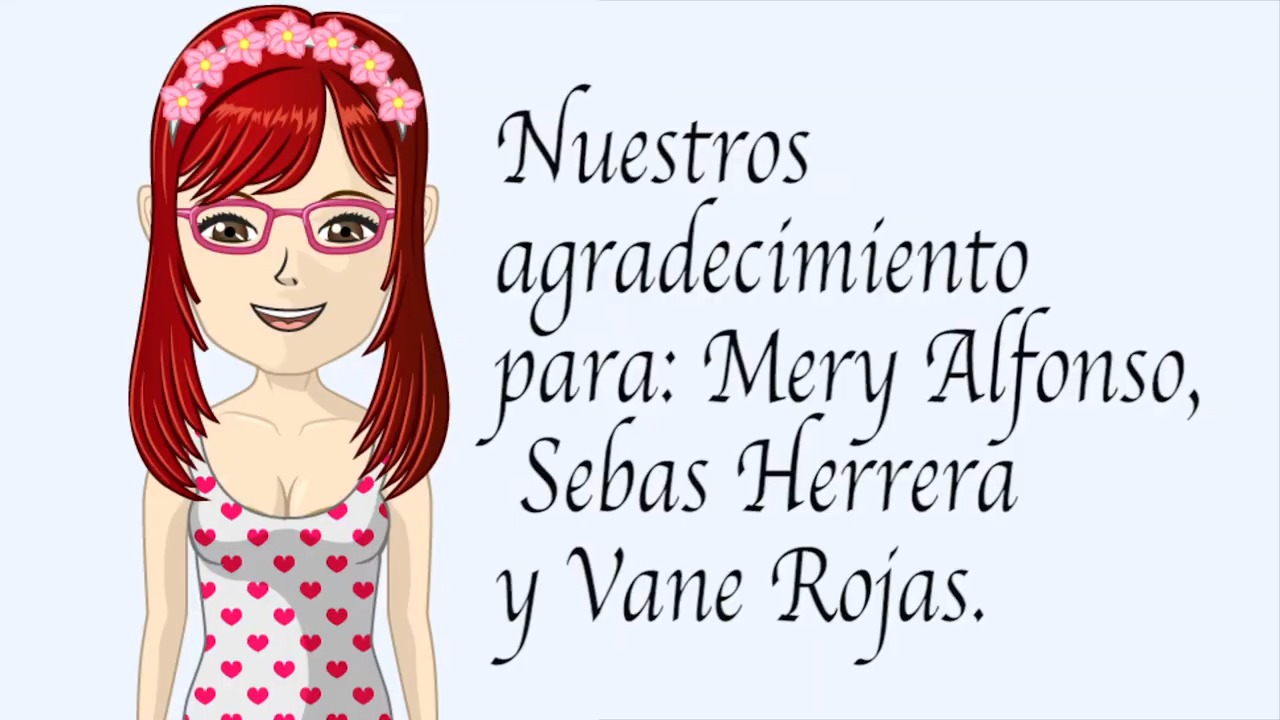 Nuestros
agradecimiento
para: Mery Alfonso,
Sebas Herrera
y Vane Rojas.